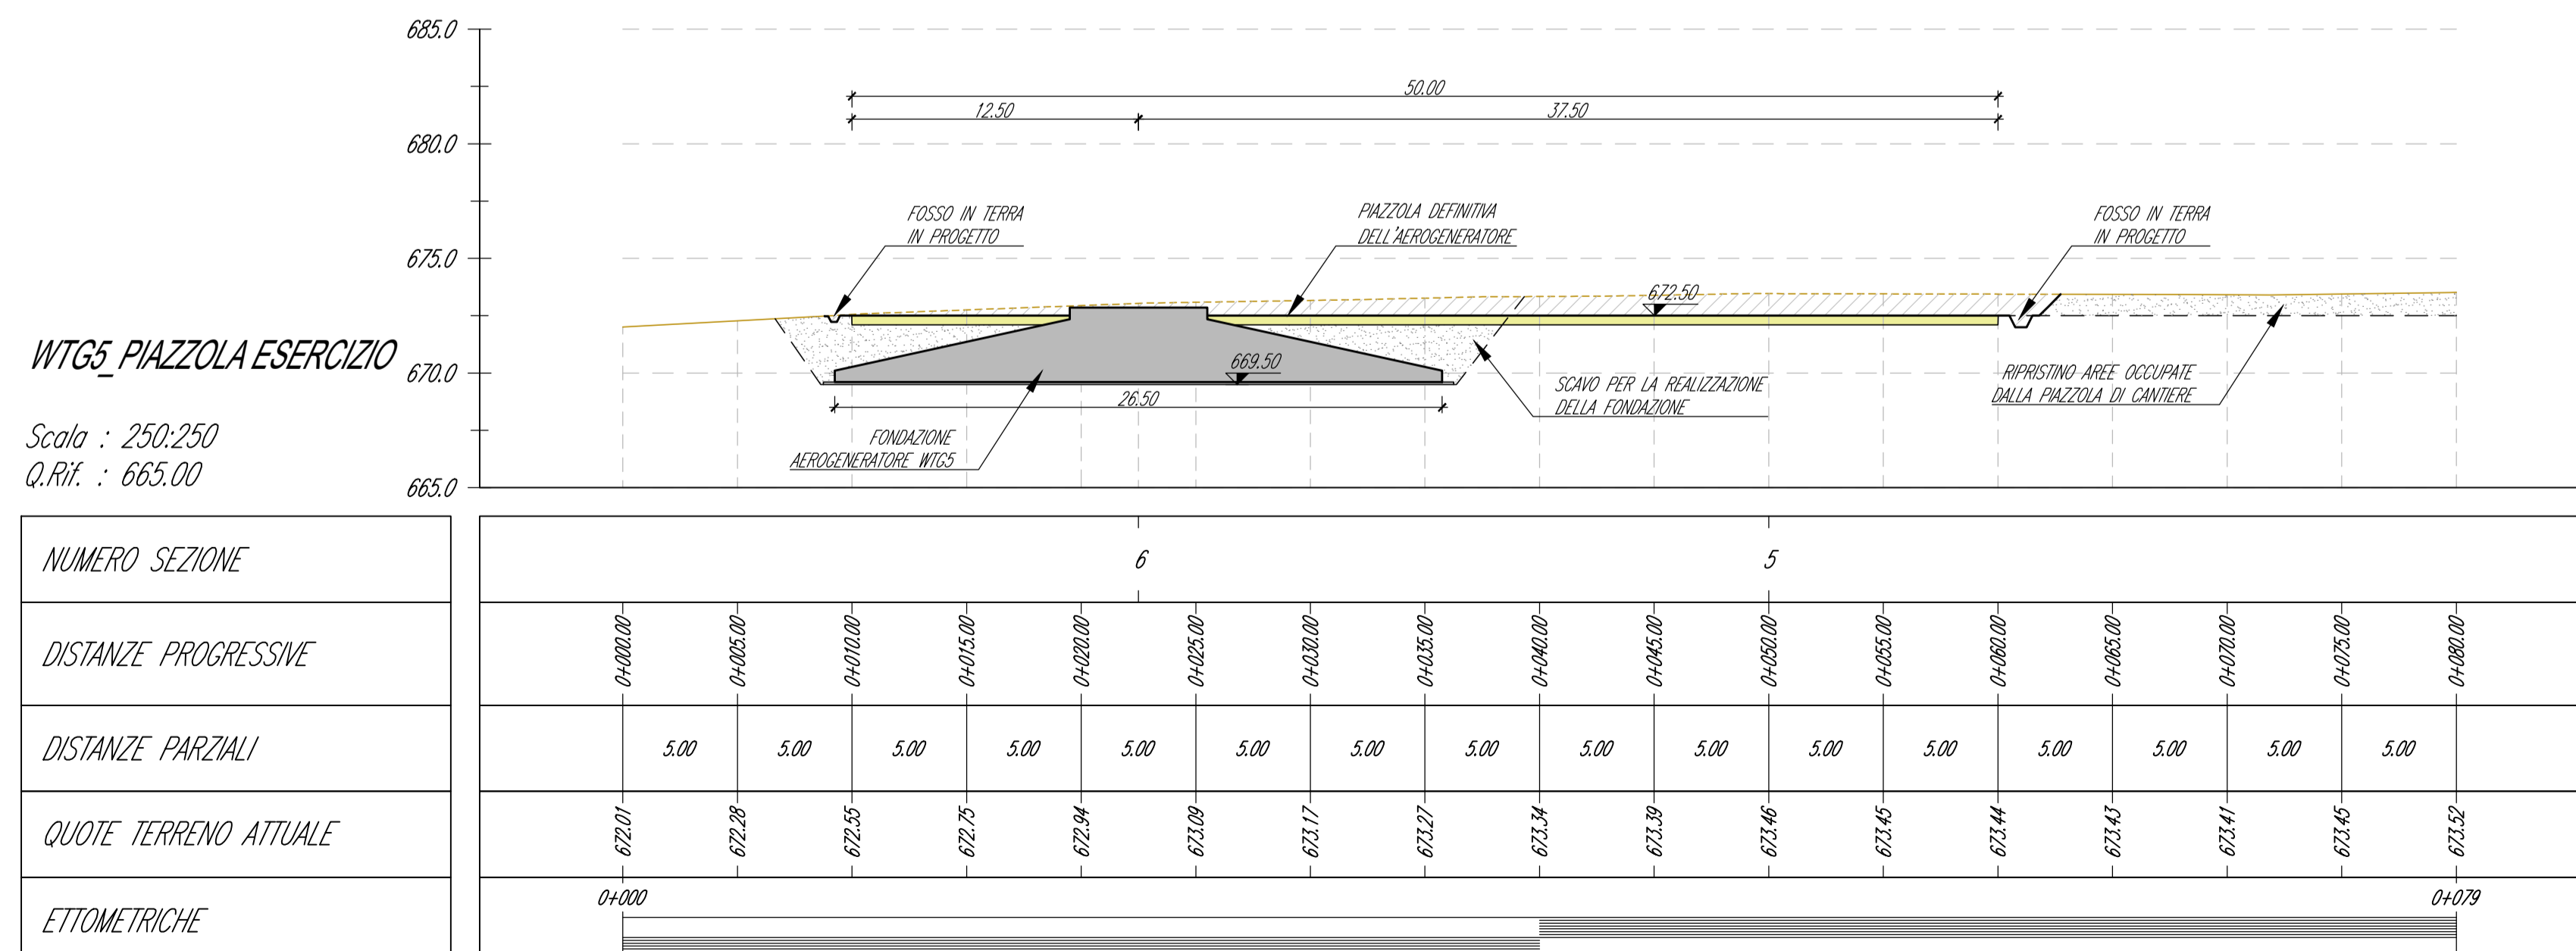 685.0
50.00
12.50
37.50
680.0
FOSSO IN TERRA
IN PROGETTO
PIAZZOLA DEFINITIVA
DELL'AEROGENERATORE
FOSSO IN TERRA
IN PROGETTO
675.0
672.50
WTG5_PIAZZOLA ESERCIZIO
670.0
669.50
26.50
SCAVO PER LA REALIZZAZIONE
DELLA FONDAZIONE
RIPRISTINO AREE OCCUPATE
DALLA PIAZZOLA DI CANTIERE
FONDAZIONE
AEROGENERATORE WTG5
Scala : 250:250
Q.Rif. : 665.00
665.0
NUMERO SEZIONE
6 5
DISTANZE PROGRESSIVE
0+000.00 0+005.00 0+010.00 0+015.00 0+020.00 0+025.00 0+030.00 0+035.00 0+040.00 0+045.00 0+050.00 0+055.00 0+060.00 0+065.00 0+070.00 0+075.00 0+080.00
DISTANZE PARZIALI
5.00 5.00 5.00 5.00 5.00 5.00 5.00 5.00 5.00 5.00 5.00 5.00 5.00 5.00 5.00 5.00
QUOTE TERRENO ATTUALE
672.01 672.28 672.55 672.75 672.94 673.09 673.17 673.27 673.34 673.39 673.46 673.45 673.44 673.43 673.41 673.45 673.52
ETTOMETRICHE
0+000 0+079